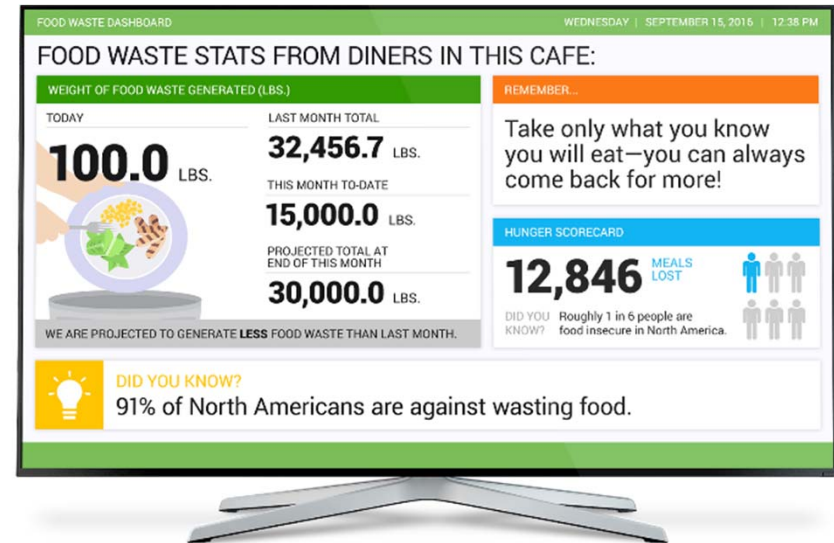 FOOD WASTE DASHBOARD
WEDNESDAY | SEPTEMBER 15, 2016 | 12:38 PM
FOOD WASTE STATS FROM DINERS IN THIS CAFE:
WEIGHT OF FOOD WASTE GENERATED (LBS.)
TODAY
100.0 LBS.
LAST MONTH TOTAL
32,456.7 LBS.
THIS MONTH TO-DATE
15,000.0 LBS.
PROJECTED TOTAL AT
END OF THIS MONTH
30,000.0 LBS.
WE ARE PROJECTED TO GENERATE LESS FOOD WASTE THAN LAST MONTH.
REMEMBER...
Take only what you know
you will eat—you can always
come back for more!
HUNGER SCORECARD
12,846 MEALS
LOST
DID YOU
KNOW?
Roughly 1 in 6 people are
food insecure in North America.
DID YOU KNOW?
91% of North Americans are against wasting food.